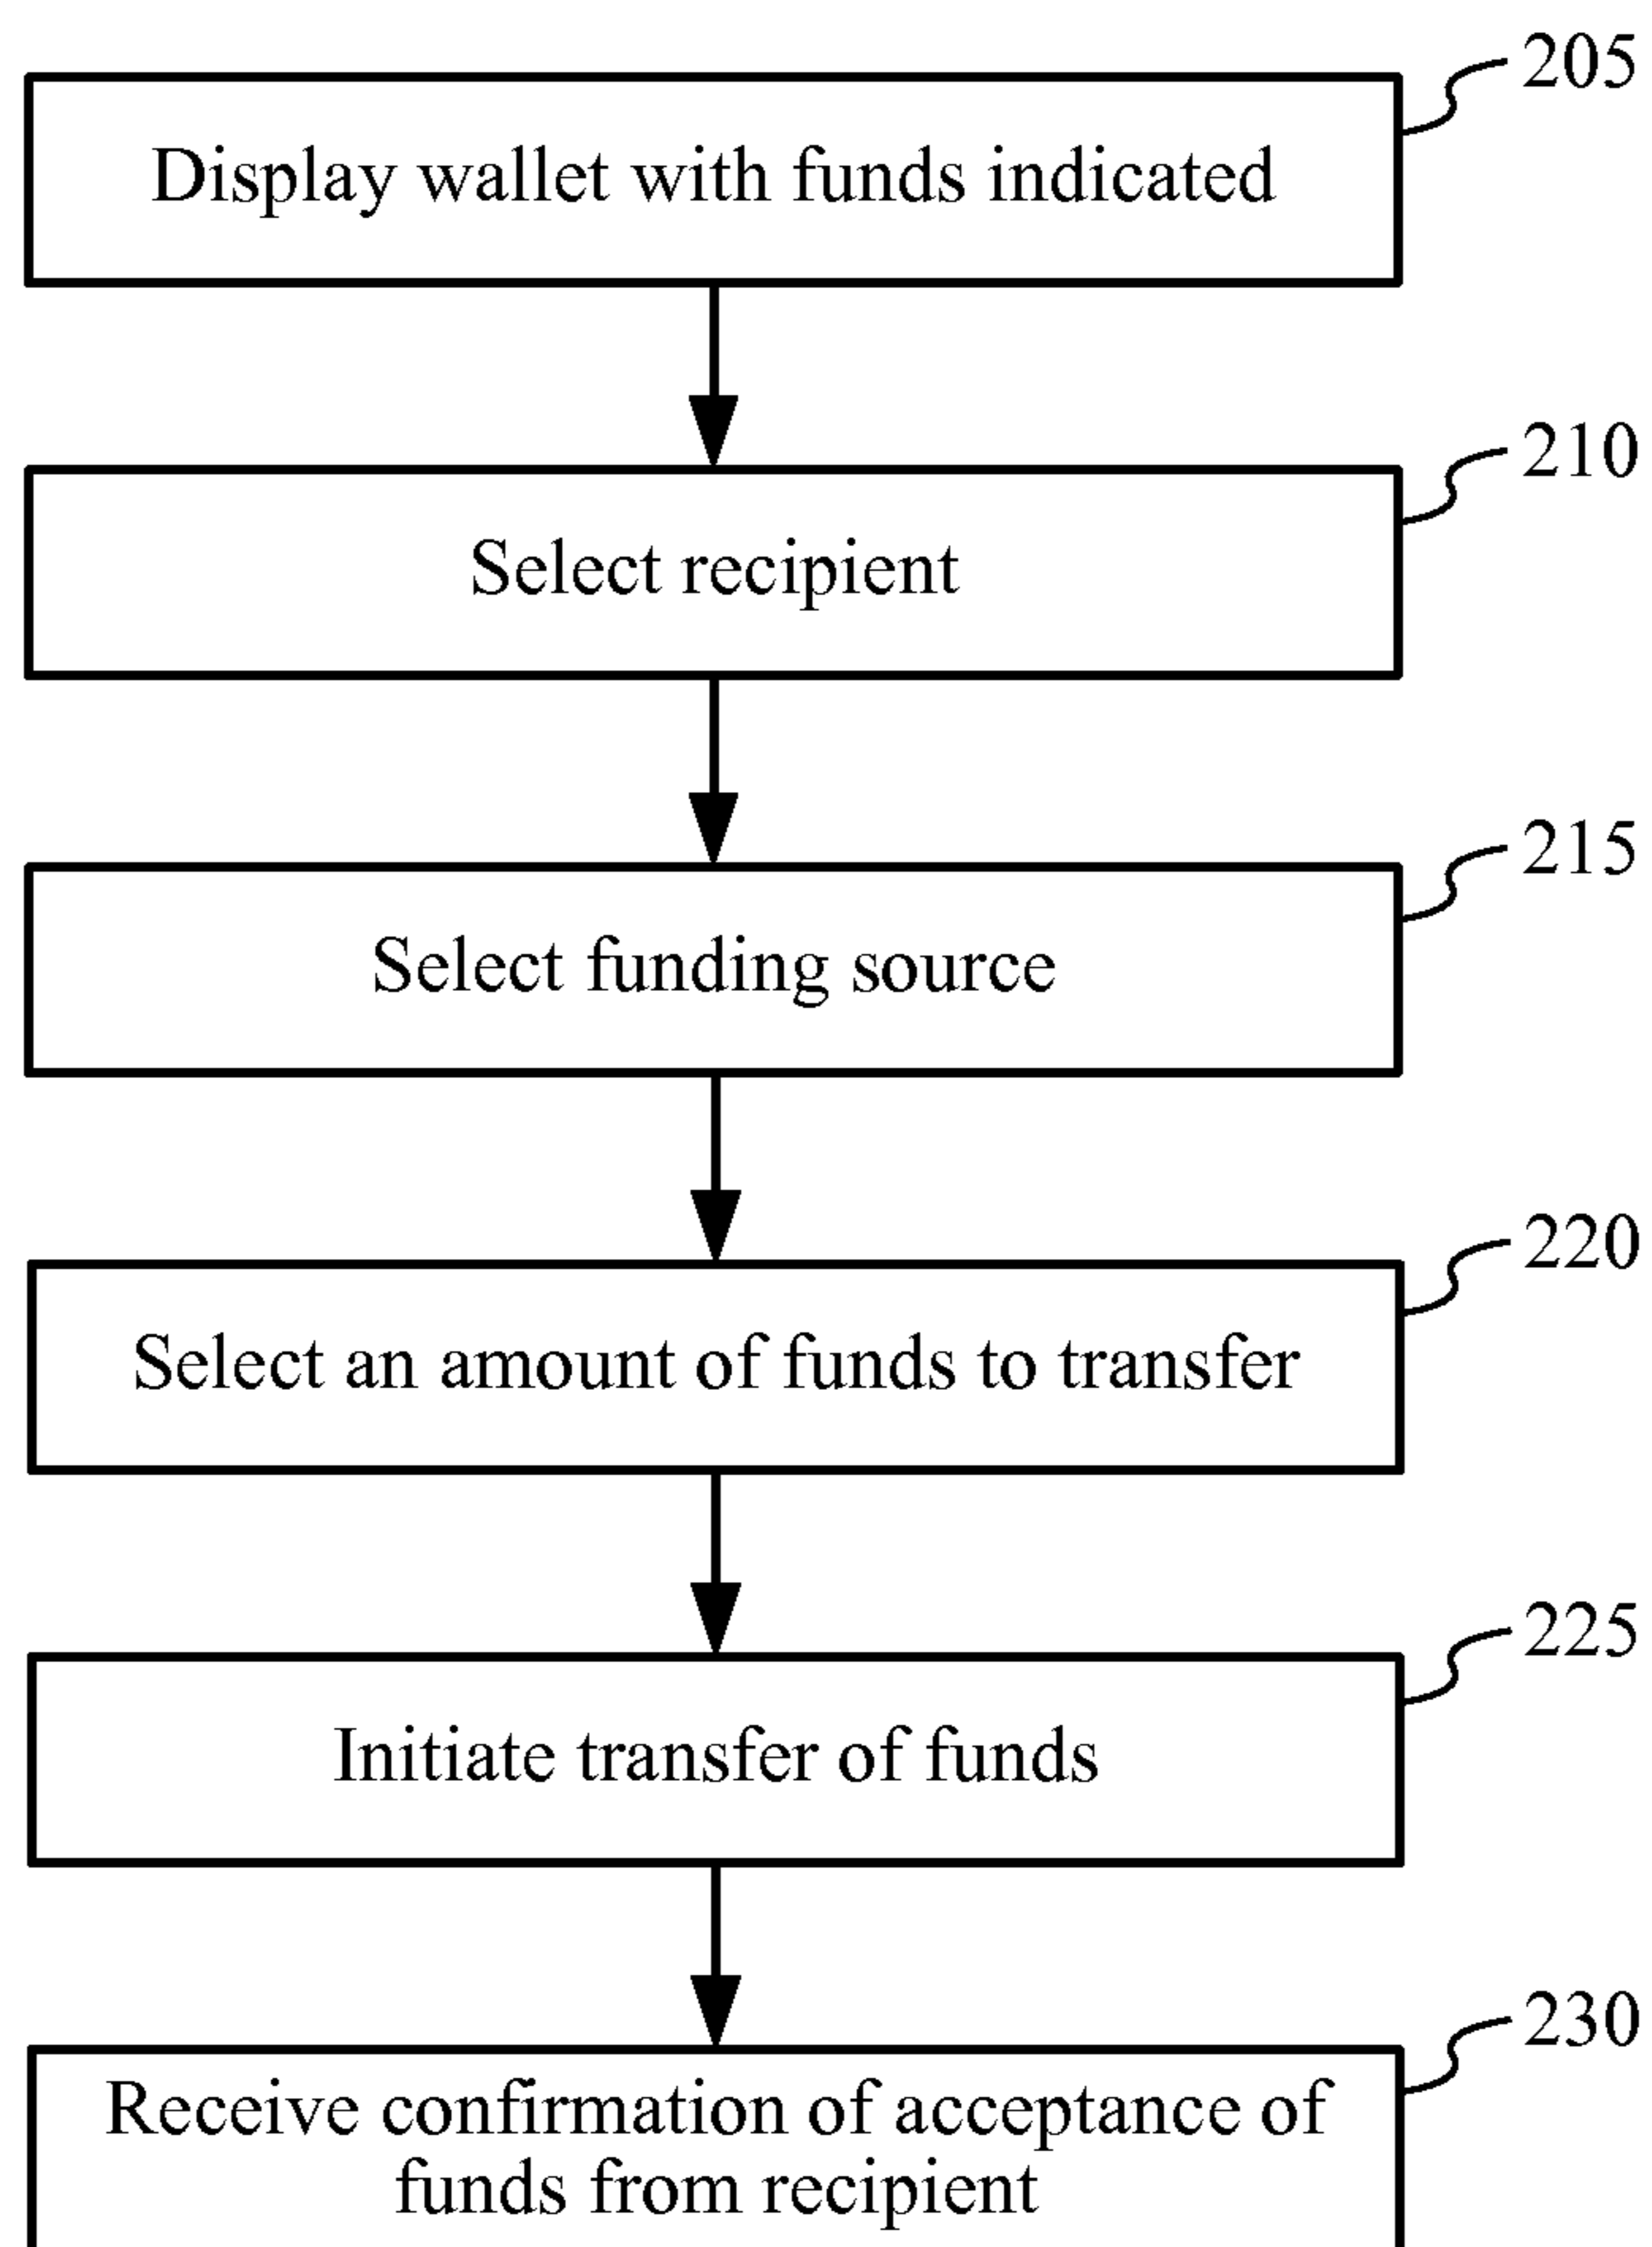 205
Display wallet with funds indicated
210
Select recipient
215
Select funding source
220
Select an amount of funds to transfer
225
Initiate transfer of funds
230
Receive confirmation of acceptance of
funds from recipient